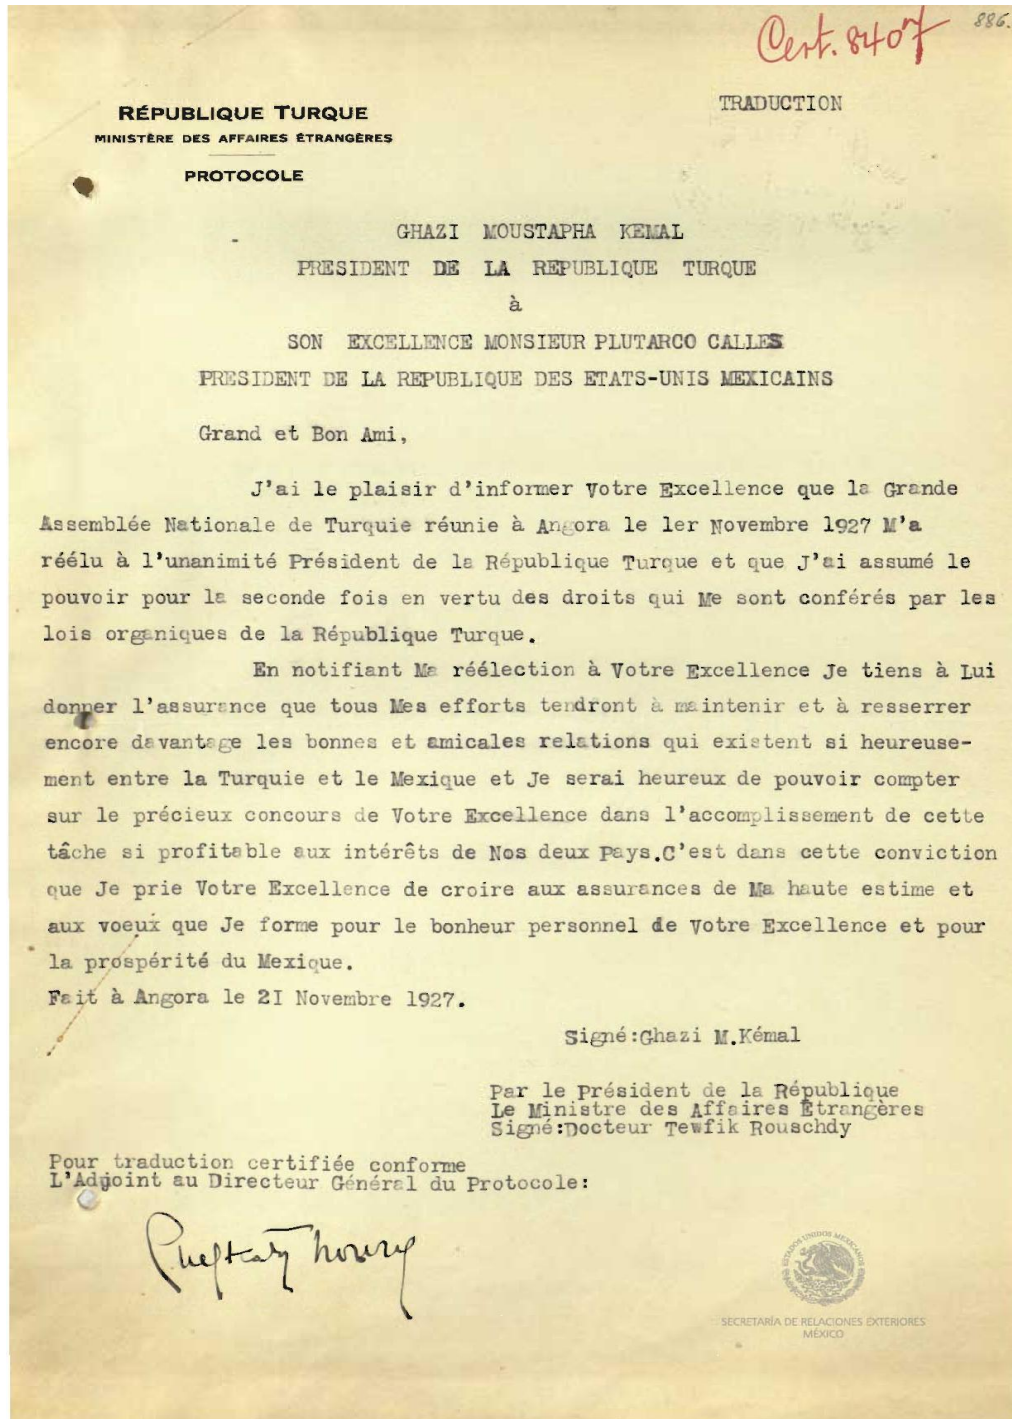 Cert. 8407
886.
TRADUCTION
RÉPUBLIQUE TURQUE
MINISTÈRE DES AFFAIRES ÉTRANGÈRES
PROTOCOLE
GHAZI MOUSTAPHA KEMAL
PRESIDENT DE LA REPUBLIQUE TURQUE
à
SON EXCELLENCE MONSIEUR PLUTARCO CALLES
PRESIDENT DE LA REPUBLIQUE DES ETATS-UNIS MEXICAINS
Grand et Bon Ami,
J'ai le plaisir d'informer Votre Excellence que la Grande
Assemblée Nationale de Turquie réunie à Angora le 1er Novembre 1927 M'a
réélu à l'unanimité Président de la République Turque et que J'ai assumé le
pouvoir pour la seconde fois en vertu des droits qui Me sont conférés par les
lois organiques de la République Turque.
En notifiant Ma réélection à Votre Excellence Je tiens à Lui
donner l'assurance que tous Mes efforts tendront à maintenir et à resserrer
encore davantage les bonnes et amicales relations qui existent si heureuse-
ment entre la Turquie et le Mexique et Je serai heureux de pouvoir compter
sur le précieux concours de Votre Excellence dans l'accomplissement de cette
tâche si profitable aux intérêts de Nos deux Pays.C'est dans cette conviction
que Je prie Votre Excellence de croire aux assurances de Ma haute estime et
aux voeux que Je forme pour le bonheur personnel de Votre Excellence et pour
la prospérité du Mexique.
Fait à Angora le 2I Novembre 1927.
Signé:Ghazi M.Kémal
Par le Président de la République
Le Ministre des Affaires Etrangères
Signé:Docteur Tewfik Rouschdy
Pour traduction certifiée conforme
L'Adjoint au Directeur Général du Protocole:
ESTADOS UNIDOS MEXICANOS
SECRETARÍA DE RELACIONES EXTERIORES
MÉXICO